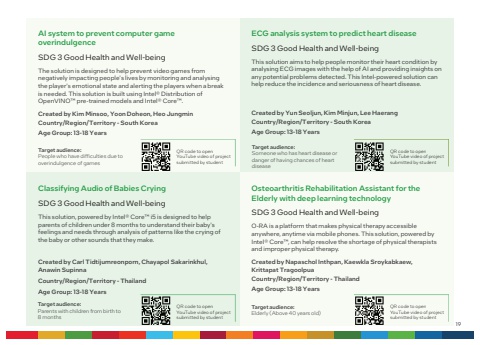 AI system to prevent computer game
overindulgence
SDG 3 Good Health and Well-being
The solution is designed to help prevent video games from
negatively impacting people's lives by monitoring and analysing
the player's emotional state and alerting the players when a break
is needed. This solution is built using Intel® Distribution of
OpenVINO™ pre-trained models and Intel® Core™.
Created by Kim Minsoo, Yoon Doheon, Heo Jungmin
Country/Region/Territory - South Korea
Age Group: 13-18 Years
Target audience:
People who have difficulties due to
overindulgence of games
QR code to open
YouTube video of project
submitted by student
ECG analysis system to predict heart disease
SDG 3 Good Health and Well-being
This solution aims to help people monitor their heart condition by
analysing ECG images with the help of AI and providing insights on
any potential problems detected. This Intel-powered solution can
help reduce the incidence and seriousness of heart disease.
Created by Yun Seoljun, Kim Minjun, Lee Haerang
Country/Region/Territory - South Korea
Age Group: 13-18 Years
Target audience:
Someone who has heart disease or
danger of having chances of heart
disease
QR code to open
YouTube video of project
submitted by student
Classifying Audio of Babies Crying
SDG 3 Good Health and Well-being
This solution, powered by Intel® Core™ i5 is designed to help
parents of children under 8 months to understand their baby's
feelings and needs through analysis of patterns like the crying of
the baby or other sounds that they make.
Created by Carl Tidtijumreonporn, Chayapol Sakarinkhul,
Anawin Supinna
Country/Region/Territory - Thailand
Age Group: 13-18 Years
Target audience:
Parents with children from birth to
8 months
QR code to open
YouTube video of project
submitted by student
Osteoarthritis Rehabilitation Assistant for the
Elderly with deep learning technology
SDG 3 Good Health and Well-being
O-RA is a platform that makes physical therapy accessible
anywhere, anytime via mobile phones. This solution, powered by
Intel® Core™, can help resolve the shortage of physical therapists
and improper physical therapy.
Created by Napaschol Inthpan, Kaewkla Sroykabkaew,
Krittapat Tragoolpua
Country/Region/Territory - Thailand
Age Group: 13-18 Years
Target audience:
Elderly (Above 40 years old)
QR code to open
YouTube video of project
submitted by student
19